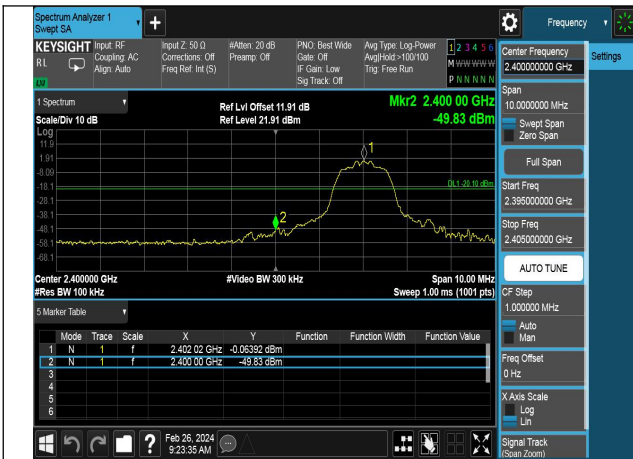 Spectrum Analyzer 1
Swept SA
+
Frequency
KEYSIGHT
RL
LXI
Input: RF
Coupling: AC
Align: Auto
Input Z: 50 Ω
Corrections: Off
Freq Ref: Int (S)
#Atten: 20 dB
Preamp: Off
PNO: Best Wide
Gate: Off
IF Gain: Low
Sig Track: Off
Avg Type: Log-Power
Avg|Hold:>100/100
Trig: Free Run
1 2 3 4 5 6
M W W W W W
P N N N N N
1 Spectrum
Scale/Div 10 dB
Ref Lvl Offset 11.91 dB
Ref Level 21.91 dBm
Mkr2 2.400 00 GHz
-49.83 dBm
Log
11.9
1.91
-8.09
-18.1
-28.1
-38.1
-48.1
-58.1
-68.1
1
2
DL1 -20.10 dBm
Center 2.400000 GHz
#Video BW 300 kHz
Span 10.00 MHz
#Res BW 100 kHz
Sweep 1.00 ms (1001 pts)
5 Marker Table
Mode Trace Scale X Y Function Function Width Function Value
1 N 1 f 2.402 02 GHz -0.06392 dBm
2 N 1 f 2.400 00 GHz -49.83 dBm
3
4
5
6
?
Feb 26, 2024
9:23:35 AM
Center Frequency
2.400000000 GHz
Settings
Span
10.0000000 MHz
Swept Span
Zero Span
Full Span
Start Freq
2.395000000 GHz
Stop Freq
2.405000000 GHz
AUTO TUNE
CF Step
1.000000 MHz
Auto
Man
Freq Offset
0 Hz
X Axis Scale
Log
Lin
Signal Track
(Span Zoom)